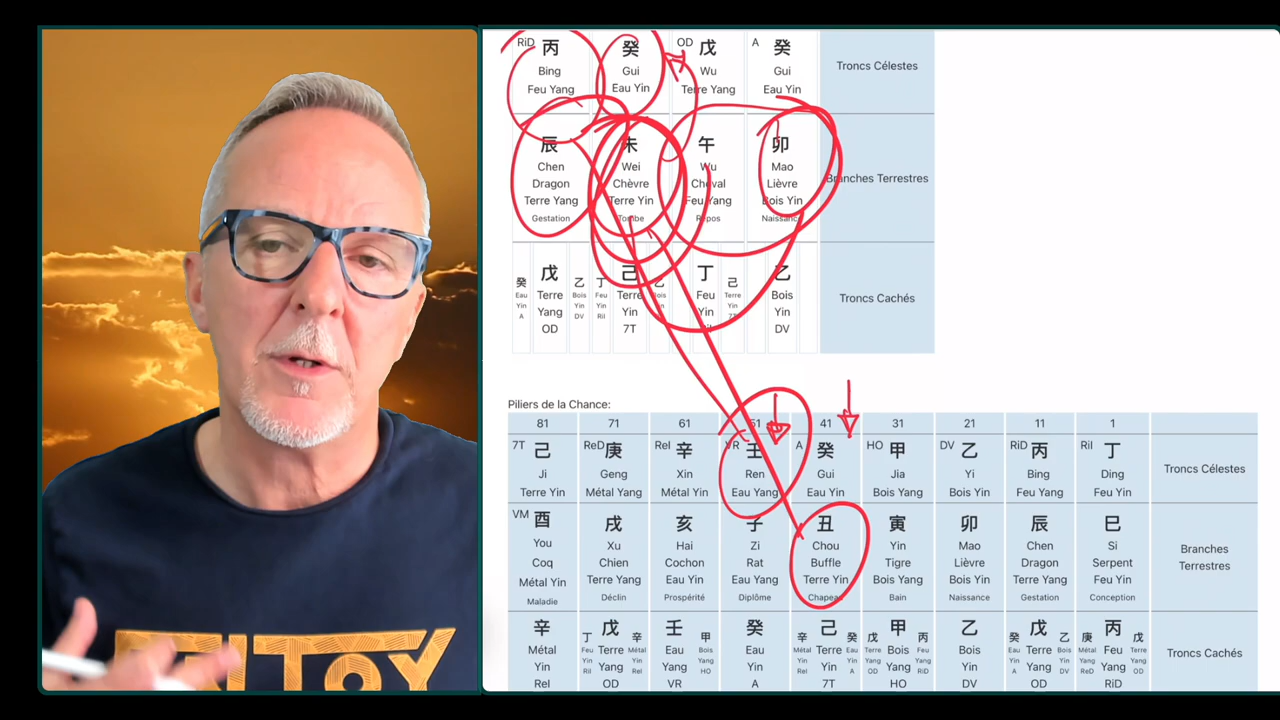 RiD 丙 癸 OD 戊 A 癸
Bing Gui Wu Gui Troncs Célestes
Feu Yang Eau Yin Terre Yang Eau Yin
辰 未 午 卯
Chen Wei Wu Mao
Dragon Chèvre Cheval Lièvre Branches Terrestres
Terre Yang Terre Yin Feu Yang Bois Yin
Gestation Tombe Repos Naissance
癸 戊 乙 丁 己 乙 丁 己 乙
Eau Yin A Terre Yang OD Bois Yin DV Feu Yin RiI Terre Yin 7T Feu Yin Terre Yin Bois Yin DV Troncs Cachés
Piliers de la Chance:
81 71 61 51 41 31 21 11 1
7T 己 ReD 庚 ReI 辛 VR 壬 A 癸 HO 甲 DV 乙 RiD 丙 RiI 丁
Ji Geng Xin Ren Gui Jia Yi Bing Ding Troncs Célestes
Terre Yin Métal Yang Métal Yin Eau Yang Eau Yin Bois Yang Bois Yin Feu Yang Feu Yin
VM 酉 戌 亥 子 丑 寅 卯 辰 巳
You Xu Hai Zi Chou Yin Mao Chen Si
Coq Chien Cochon Rat Buffle Tigre Lièvre Dragon Serpent Branches Terrestres
Métal Yin Terre Yang Eau Yin Eau Yang Terre Yin Bois Yang Bois Yin Terre Yang Feu Yin
Maladie Déclin Prospérité Diplôme Chapeau Bain Naissance Gestation Conception
辛 丁 戊 辛 壬 甲 癸 辛 己 癸 戊 甲 丙 乙 癸 戊 乙 庚 丙 戊
Métal Yin ReI Feu Yin RiI Terre Yang OD Métal Yin ReI Eau Yang VR Bois Yang HO Eau Yin A Métal Yin ReI Terre Yin 7T Eau Yin A Terre Yang OD Bois Yang HO Feu Yang RiD Bois Yin DV Eau Yin A Terre Yang OD Bois Yin DV Métal Yang ReD Feu Yang RiD Terre Yang OD Troncs Cachés